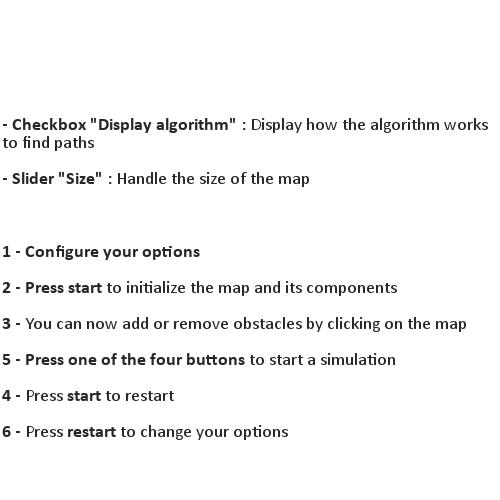 - Checkbox "Display algorithm" : Display how the algorithm works
to find paths
- Slider "Size" : Handle the size of the map
1 - Configure your options
2 - Press start to initialize the map and its components
3 - You can now add or remove obstacles by clicking on the map
5 - Press one of the four buttons to start a simulation
4 - Press start to restart
6 - Press restart to change your options